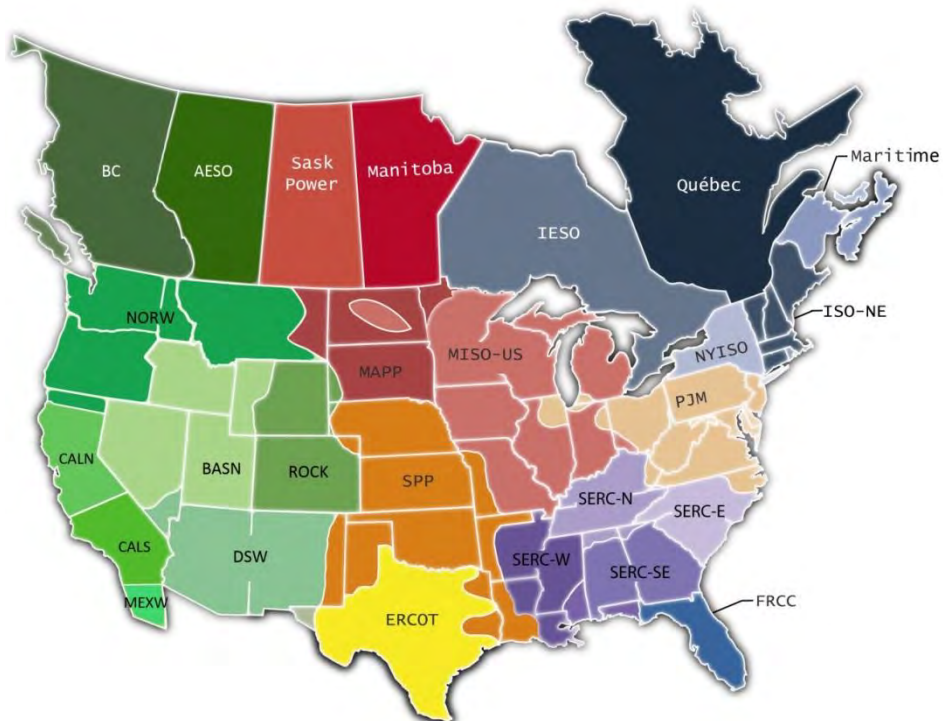 Maritime
BC
AESO
Sask
Power
Manitoba
Québec
IESO
ISO-NE
NORW
MISO-US
NYISO
MAPP
PJM
CALN
BASN
ROCK
SPP
SERC-N
SERC-E
CALS
DSW
SERC-W
SERC-SE
MEXW
ERCOT
FRCC